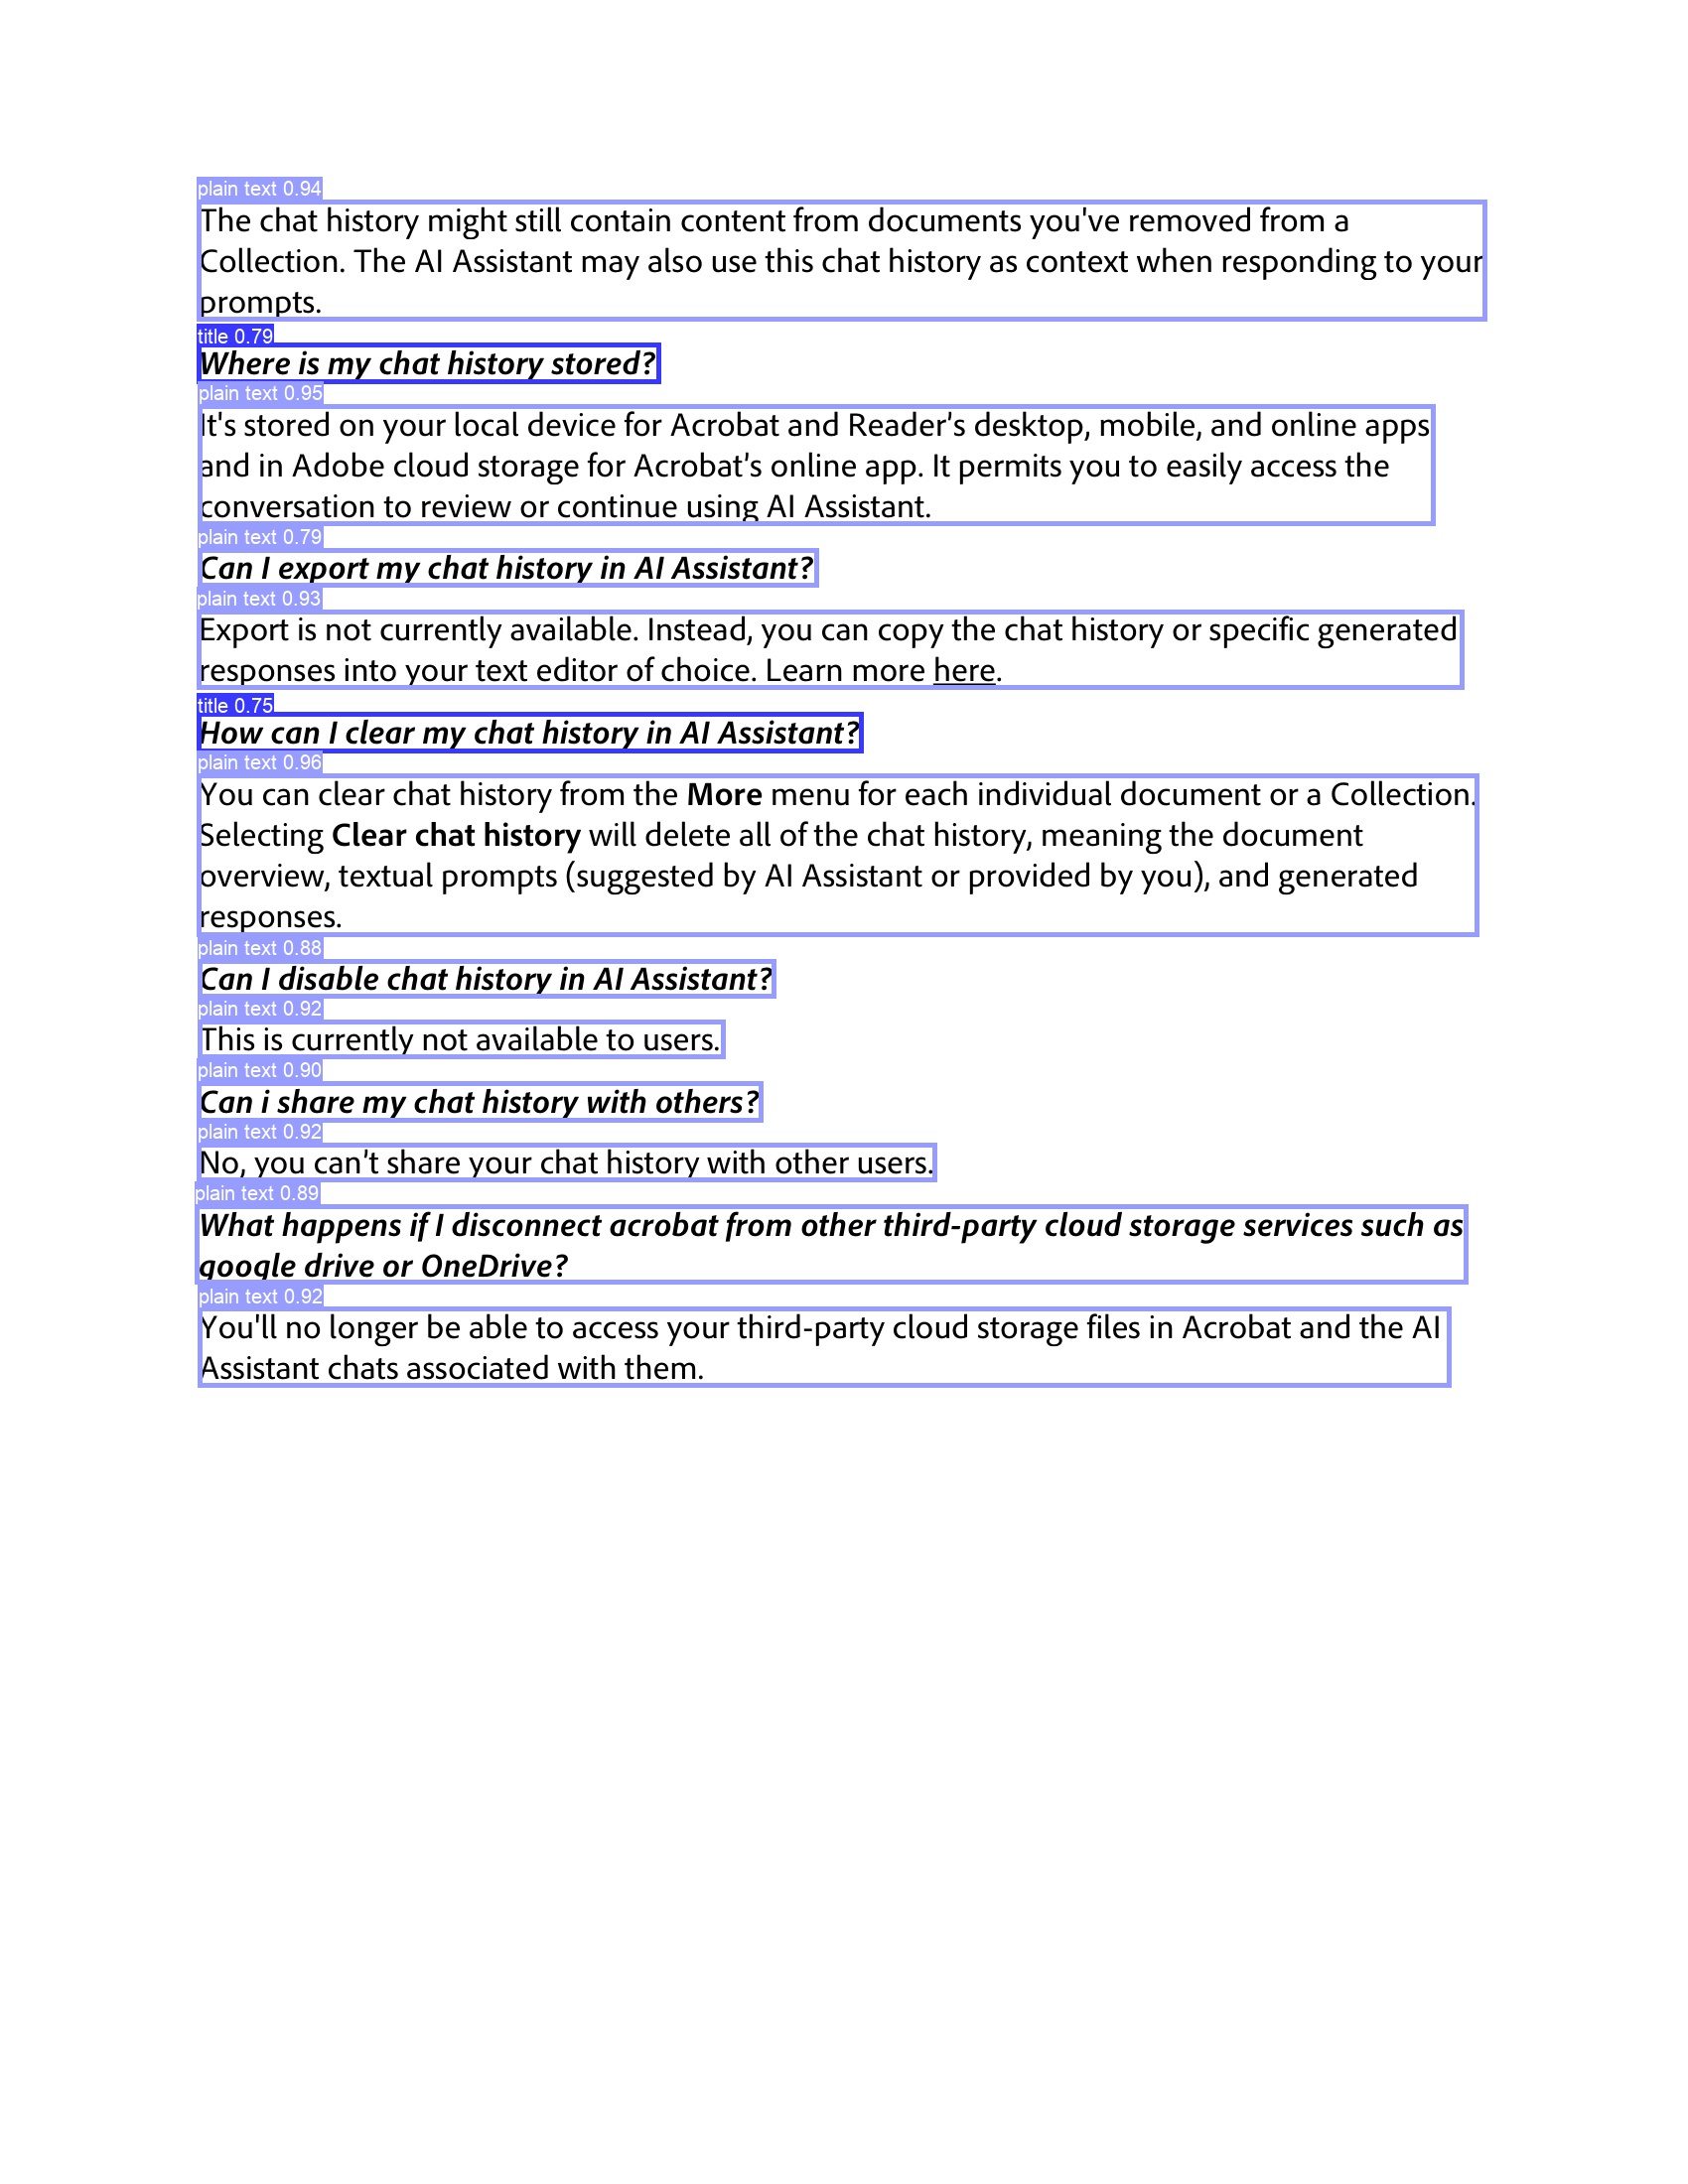 plain text 0.94
The chat history might still contain content from documents you've removed from a
Collection. The AI Assistant may also use this chat history as context when responding to your
prompts.
title 0.79
Where is my chat history stored?
plain text 0.95
It's stored on your local device for Acrobat and Reader's desktop, mobile, and online apps
and in Adobe cloud storage for Acrobat's online app. It permits you to easily access the
conversation to review or continue using AI Assistant.
plain text 0.79
Can I export my chat history in AI Assistant?
plain text 0.93
Export is not currently available. Instead, you can copy the chat history or specific generated
responses into your text editor of choice. Learn more here.
title 0.75
How can I clear my chat history in AI Assistant?
plain text 0.96
You can clear chat history from the More menu for each individual document or a Collection.
Selecting Clear chat history will delete all of the chat history, meaning the document
overview, textual prompts (suggested by AI Assistant or provided by you), and generated
responses.
plain text 0.88
Can I disable chat history in AI Assistant?
plain text 0.92
This is currently not available to users.
plain text 0.90
Can i share my chat history with others?
plain text 0.92
No, you can't share your chat history with other users.
plain text 0.89
What happens if I disconnect acrobat from other third-party cloud storage services such as
google drive or OneDrive?
plain text 0.92
You'll no longer be able to access your third-party cloud storage files in Acrobat and the AI
Assistant chats associated with them.